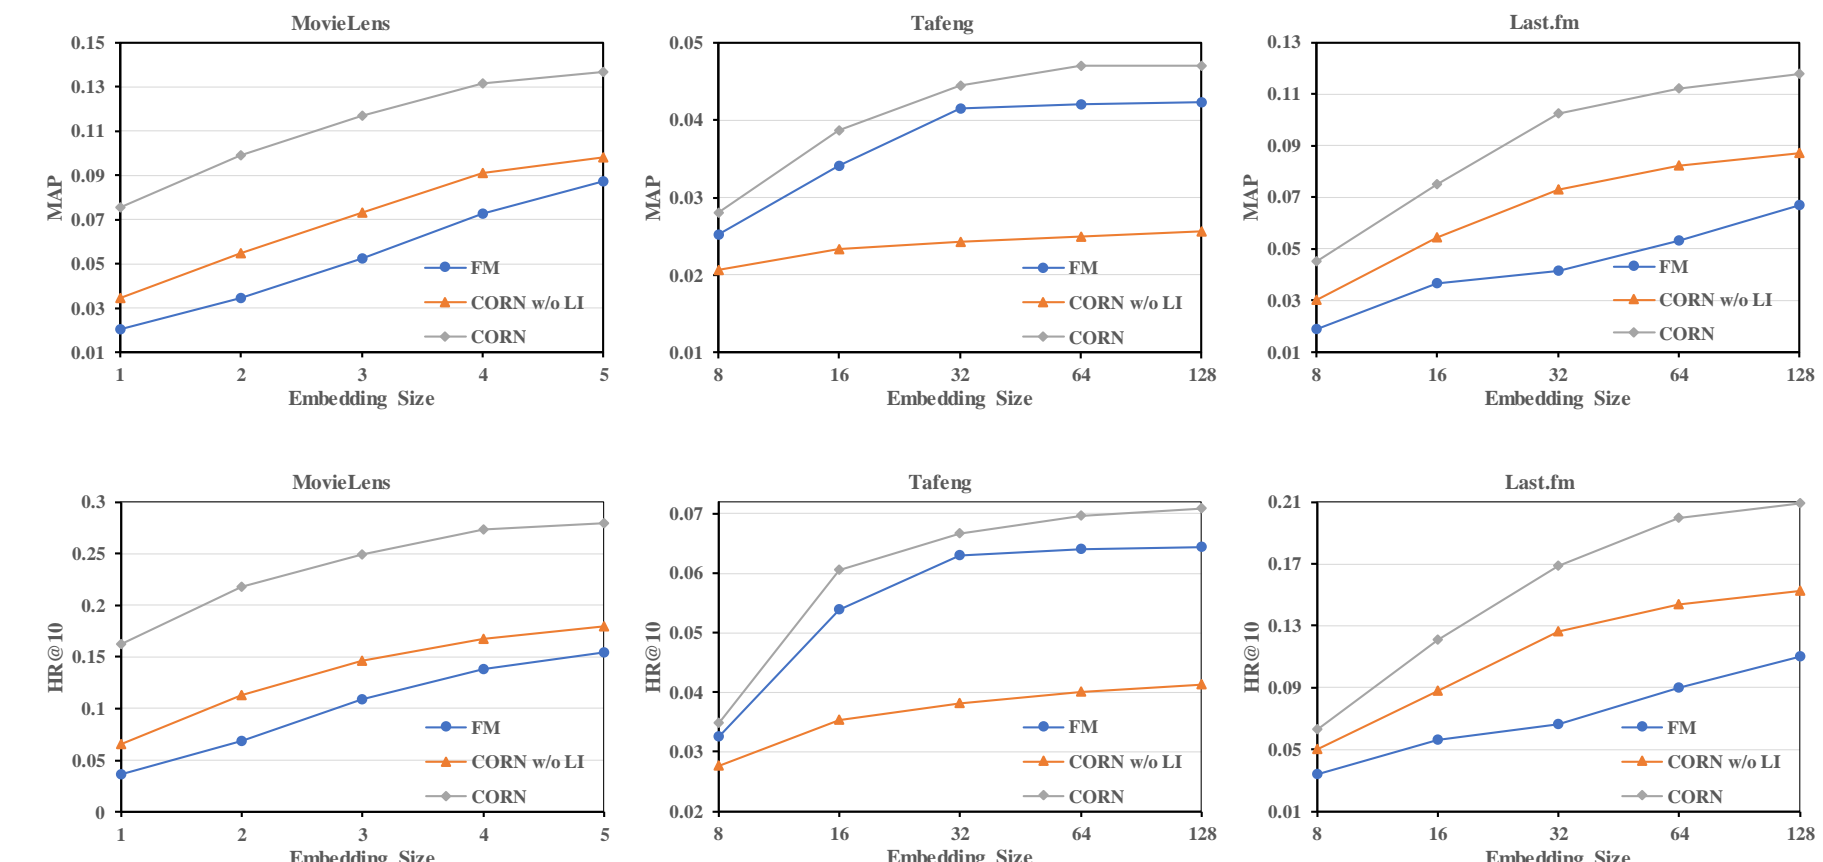 MovieLens
0.15
0.13
0.11
0.09
0.07
0.05
0.03
0.01
MAP
FM
CORN w/o LI
CORN
1 2 3 4 5
Embedding Size
Tafeng
0.05
0.04
0.03
0.02
0.01
MAP
FM
CORN w/o LI
CORN
8 16 32 64 128
Embedding Size
Last.fm
0.13
0.11
0.09
0.07
0.05
0.03
0.01
MAP
FM
CORN w/o LI
CORN
8 16 32 64 128
Embedding Size
MovieLens
0.3
0.25
0.2
0.15
0.1
0.05
0
HR@10
FM
CORN w/o LI
CORN
1 2 3 4 5
Embedding Size
Tafeng
0.07
0.06
0.05
0.04
0.03
0.02
HR@10
FM
CORN w/o LI
CORN
8 16 32 64 128
Embedding Size
Last.fm
0.21
0.17
0.13
0.09
0.05
0.01
HR@10
FM
CORN w/o LI
CORN
8 16 32 64 128
Embedding Size